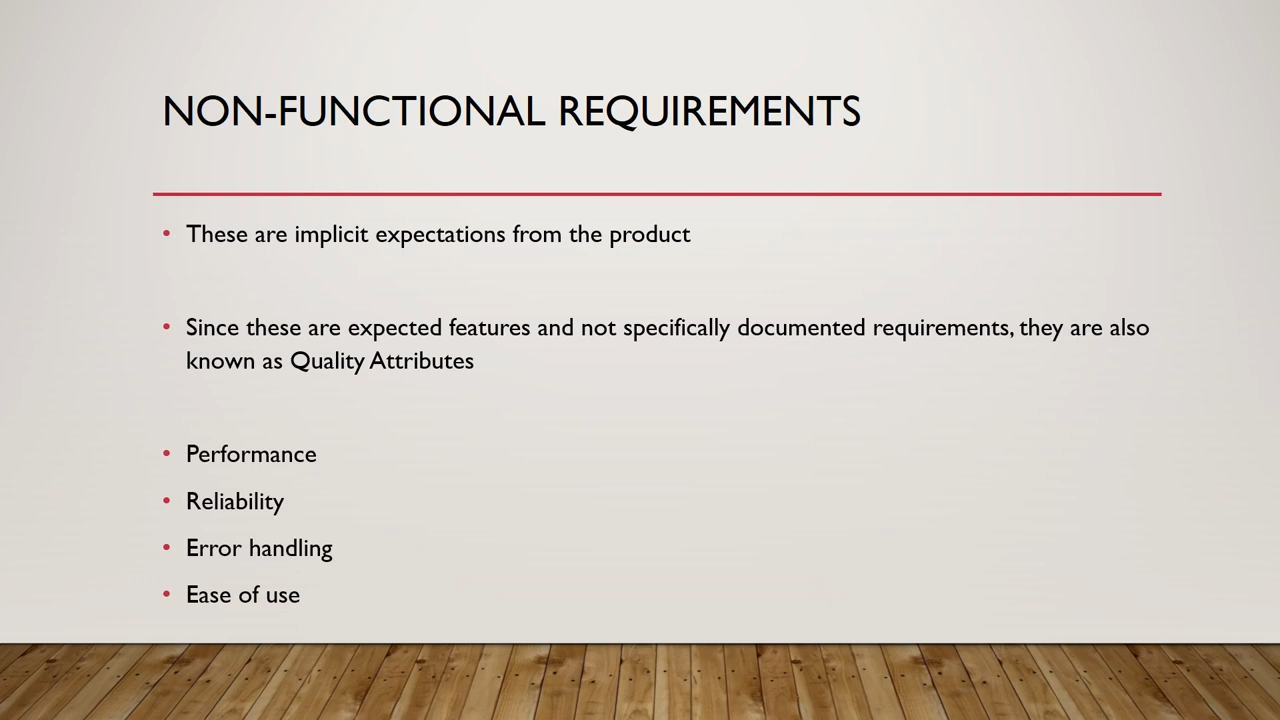 NON-FUNCTIONAL REQUIREMENTS
• These are implicit expectations from the product
• Since these are expected features and not specifically documented requirements, they are also
known as Quality Attributes
• Performance
• Reliability
• Error handling
• Ease of use